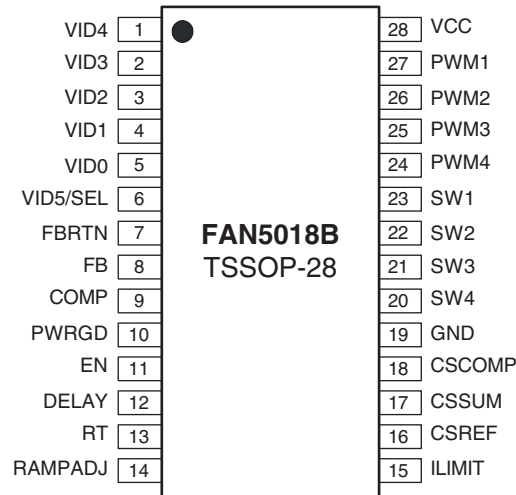 VID4 1 28 VCC
VID3 2 27 PWM1
VID2 3 26 PWM2
VID1 4 25 PWM3
VID0 5 24 PWM4
VID5/SEL 6 23 SW1
FBRTN 7 FAN5018B 22 SW2
FB 8 TSSOP-28 21 SW3
COMP 9 20 SW4
PWRGD 10 19 GND
EN 11 18 CSCOMP
DELAY 12 17 CSSUM
RT 13 16 CSREF
RAMPADJ 14 15 ILIMIT